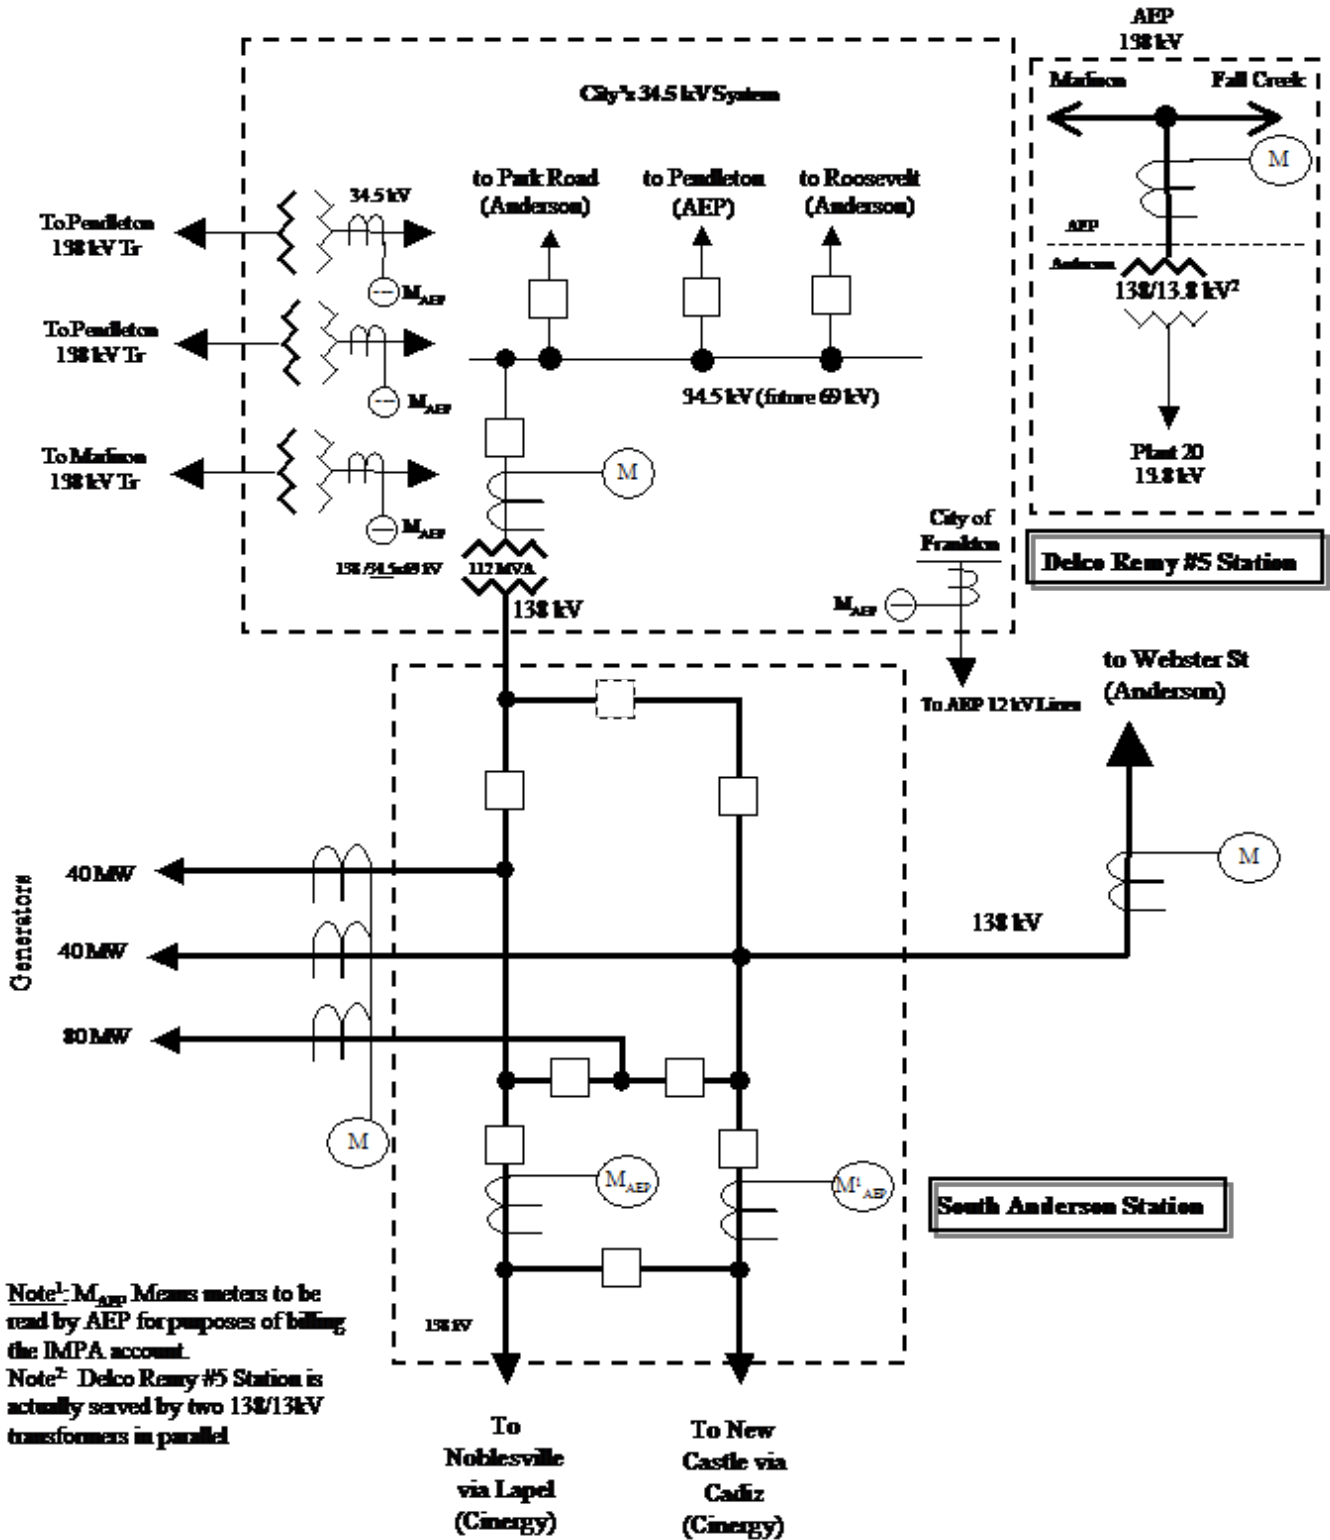 AEP
138 kV
Madison
Fall Creek
M
AEP
Anderson
138/13.8 kV²
Plant 20
13.8 kV
Delco Remy #5 Station
City's 34.5 kV System
34.5 kV
to Park Road
(Anderson)
to Pendleton
(AEP)
to Roosevelt
(Anderson)
To Pendleton
138 kV Tr
M AEP
To Pendleton
138 kV Tr
M AEP
34.5 kV (future 69 kV)
To Madison
138 kV Tr
M AEP
M
138/34.5x69 kV
112 MVA
138 kV
City of
Frankton
M AEP
To AEP 12 kV Lines
to Webster St
(Anderson)
M
138 kV
Generators
40 MW
40 MW
80 MW
M
M AEP
M¹ AEP
South Anderson Station
138 kV
Note¹: M AEP Means meters to be
read by AEP for purposes of billing
the IMPA account.
Note²: Delco Remy #5 Station is
actually served by two 138/13kV
transformers in parallel
To
Noblesville
via Lapel
(Cinergy)
To New
Castle via
Cadiz
(Cinergy)